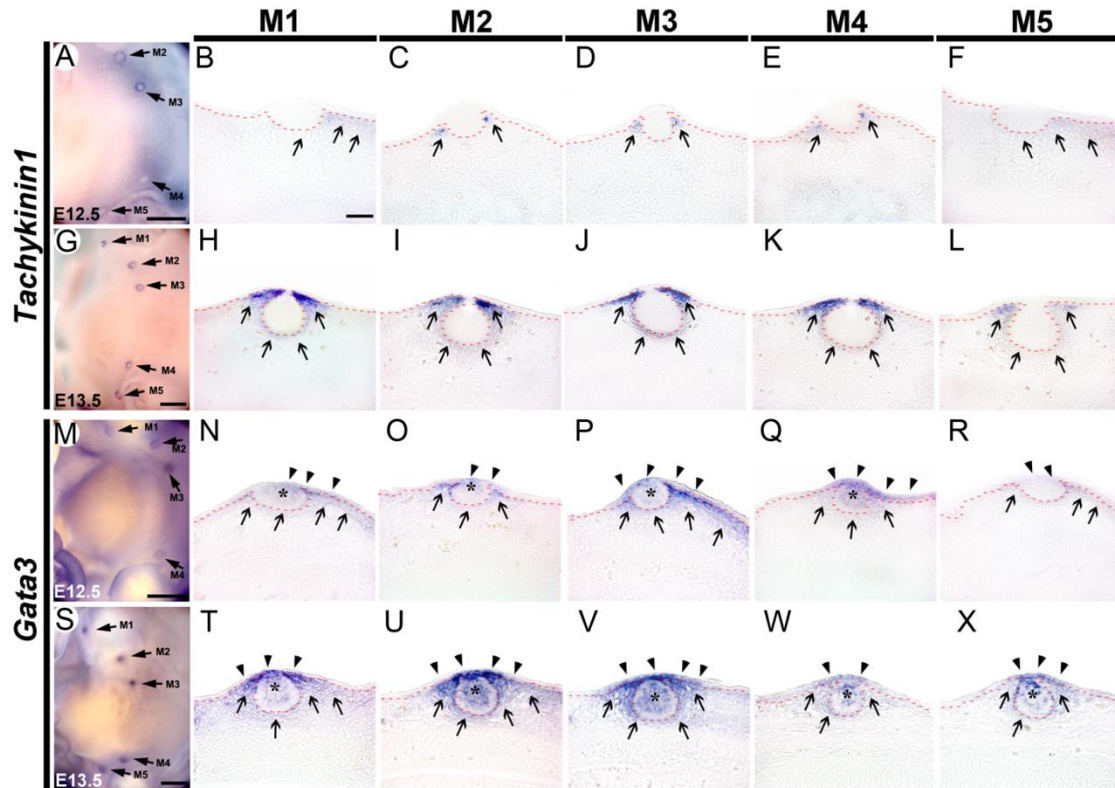 M1 M2 M3 M4 M5
Tachykinin1
A M2 M3 M4 M5 E12.5
B C D E F
G M1 M2 M3 M4 M5 E13.5
H I J K L
Gata3
M M1 M2 M3 M4 E12.5
N * O * P * Q * R
S M1 M2 M3 M4 M5 E13.5
T * U * V * W * X *